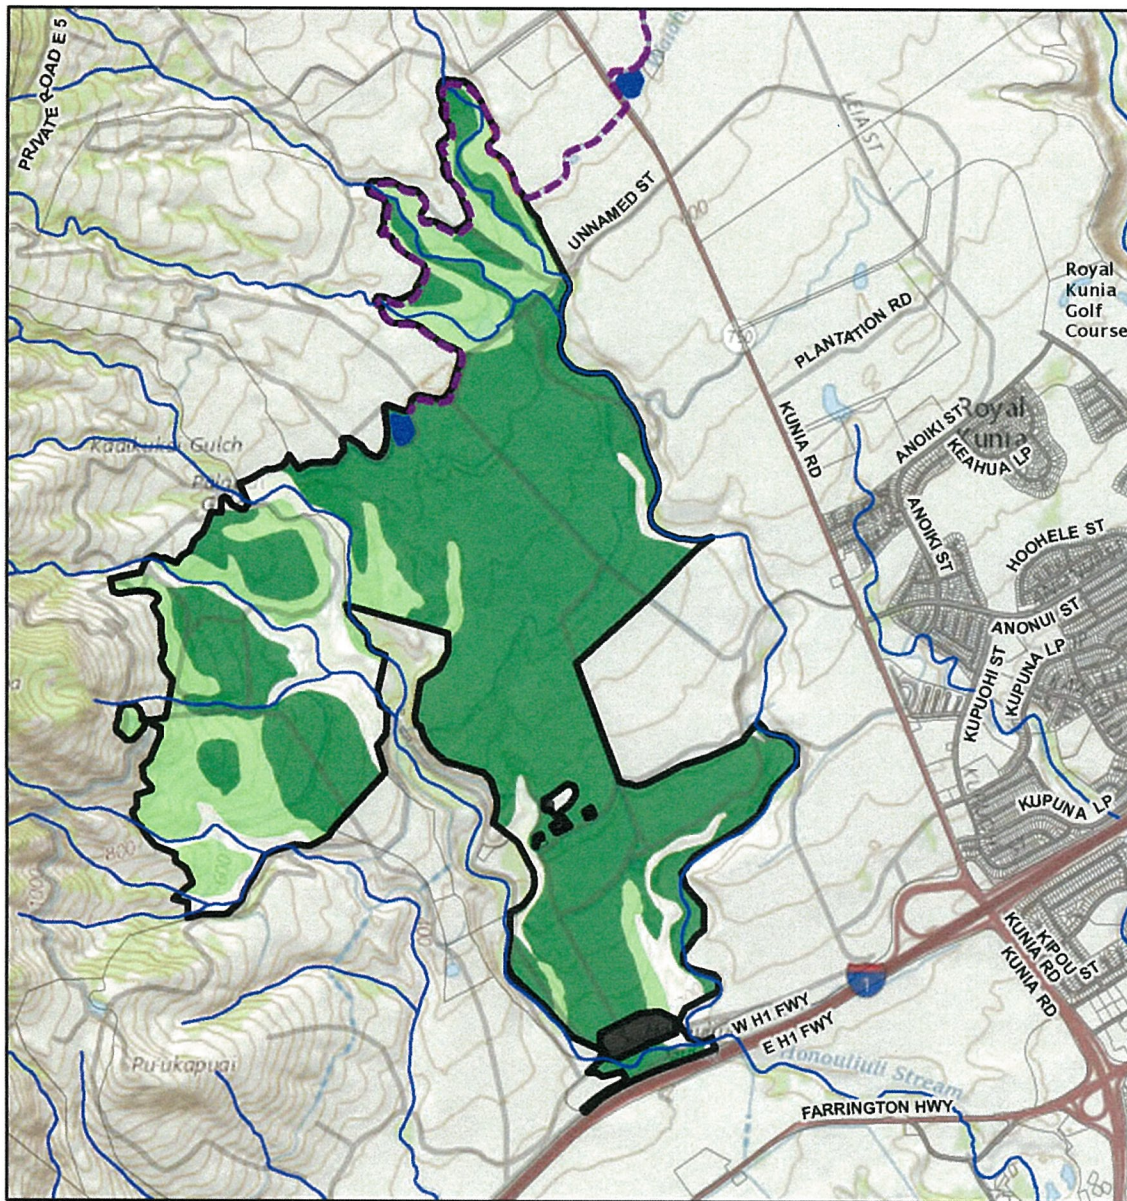 PRIVATE ROAD E 5
LEIA ST
UNNAMED ST
800
Royal
Kunia
Golf
Course
750
PLANTATION RD
KUNIA RD
Royal
Kunia
ANOIKI ST
KEAHUA LP
ANOIKI ST
HOOHELE ST
ANONUI ST
KUPUOHI ST
KUPUNA LP
KUPUNA LP
Gulch
800
600
KUNIA RD
KIPOU ST
KUNIA RD
1
W H1 FWY
E H1 FWY
Honouliuli Stream
Pu'ukapuai
FARRINGTON HWY